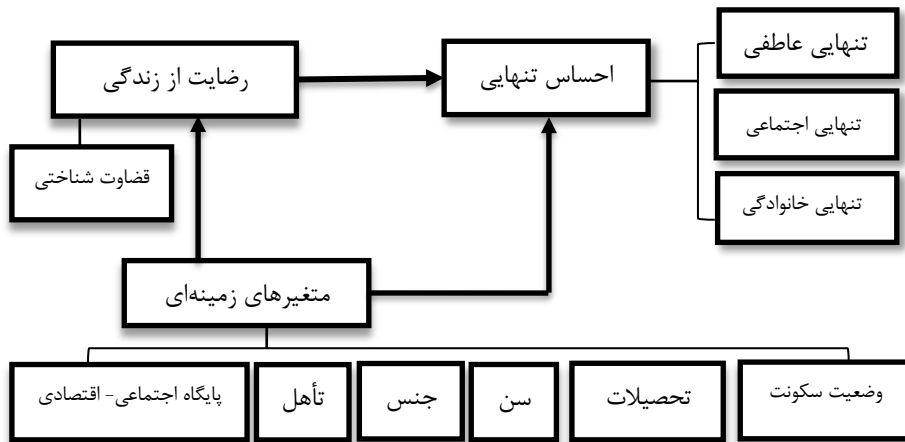 تنهایی عاطفی
احساس تنهایی
رضایت از زندگی
تنهایی اجتماعی
قضاوت شناختی
تنهایی خانوادگی
متغیرهای زمینه‌ای
وضعیت سکونت
تحصیلات
سن
جنس
تأهل
پایگاه اجتماعی- اقتصادی